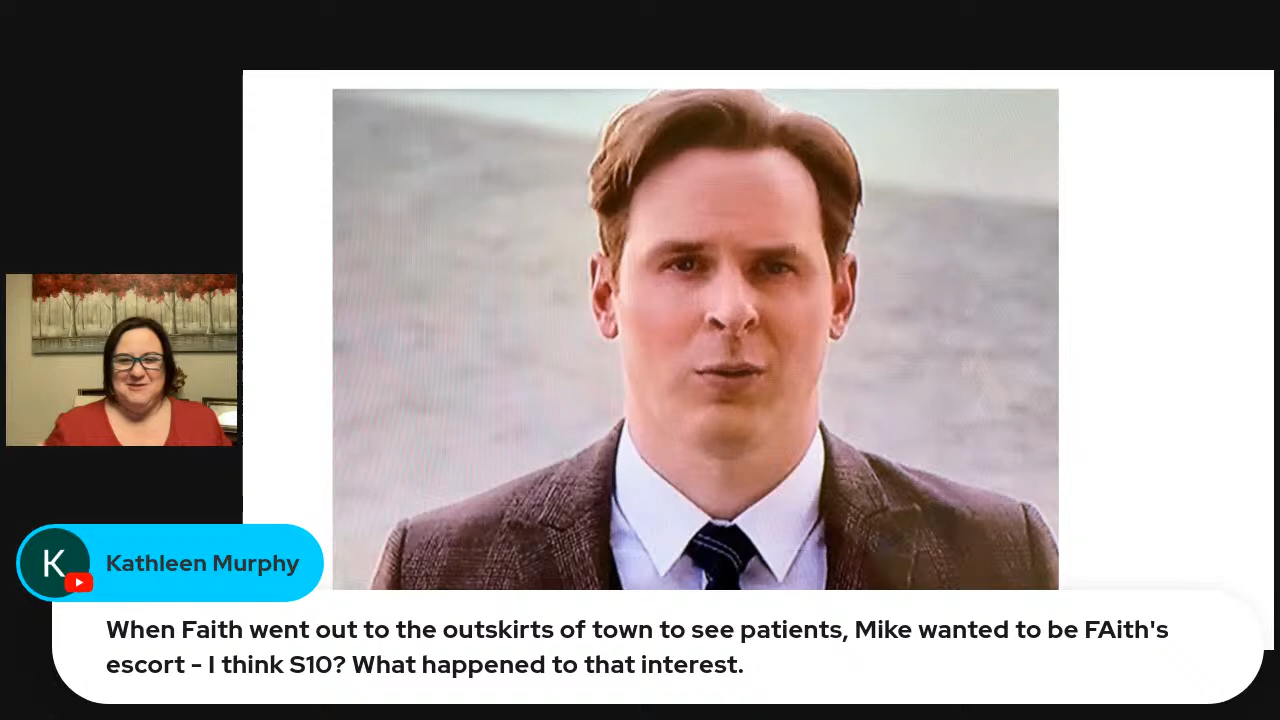 K
Kathleen Murphy
When Faith went out to the outskirts of town to see patients, Mike wanted to be FAith's
escort - I think S10? What happened to that interest.